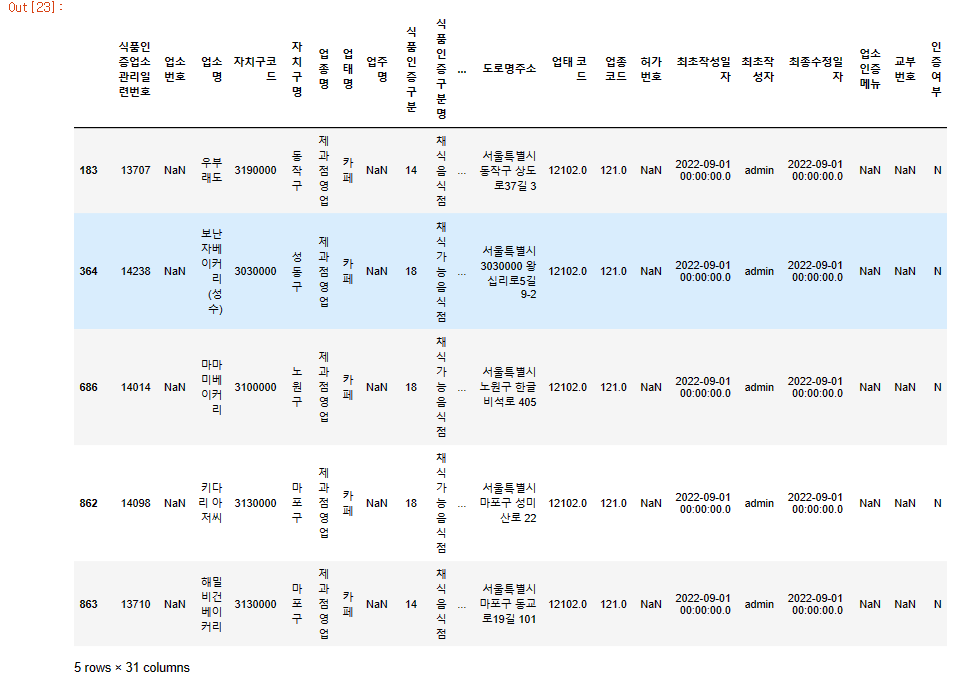 Out[23]:
식품인증업소관리일련번호 업소번호 업소명 자치구코드 자치구명 업종명 업태명 업주명 식품인증구분 식품인증구분명 ... 도로명주소 업태 코드 업종코드 허가번호 최초작성일자 최초작성자 최종수정일자 업소인증메뉴 교부번호 인증여부
183 13707 NaN 우부래도 3190000 동작구 제과점영업 카페 NaN 14 채식음식점 ... 서울특별시 동작구 상도로37길 3 12102.0 121.0 NaN 2022-09-01 00:00:00.0 admin 2022-09-01 00:00:00.0 NaN NaN N
364 14238 NaN 보난자베이커리(성수) 3030000 성동구 제과점영업 카페 NaN 18 채식가능음식점 ... 서울특별시 3030000 왕십리로5길 9-2 12102.0 121.0 NaN 2022-09-01 00:00:00.0 admin 2022-09-01 00:00:00.0 NaN NaN N
686 14014 NaN 마마미베이커리 3100000 노원구 제과점영업 카페 NaN 18 채식가능음식점 ... 서울특별시 노원구 한글비석로 405 12102.0 121.0 NaN 2022-09-01 00:00:00.0 admin 2022-09-01 00:00:00.0 NaN NaN N
862 14098 NaN 키다리 아저씨 3130000 마포구 제과점영업 카페 NaN 18 채식가능음식점 ... 서울특별시 마포구 성미산로 22 12102.0 121.0 NaN 2022-09-01 00:00:00.0 admin 2022-09-01 00:00:00.0 NaN NaN N
863 13710 NaN 해밀비건베이커리 3130000 마포구 제과점영업 카페 NaN 14 채식음식점 ... 서울특별시 마포구 동교로19길 101 12102.0 121.0 NaN 2022-09-01 00:00:00.0 admin 2022-09-01 00:00:00.0 NaN NaN N
5 rows × 31 columns